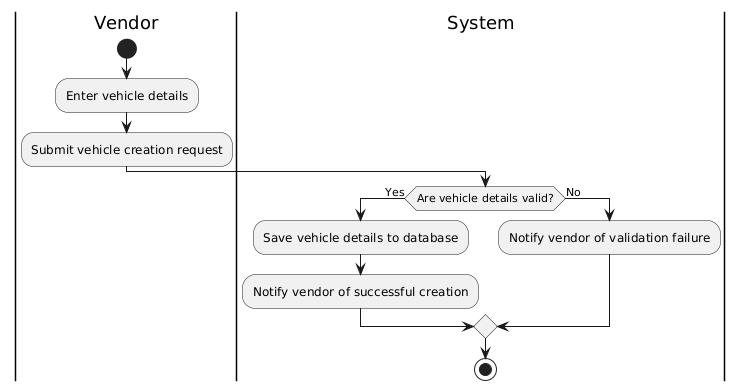 Vendor
System
Enter vehicle details
Submit vehicle creation request
Are vehicle details valid?
Yes
No
Save vehicle details to database
Notify vendor of validation failure
Notify vendor of successful creation